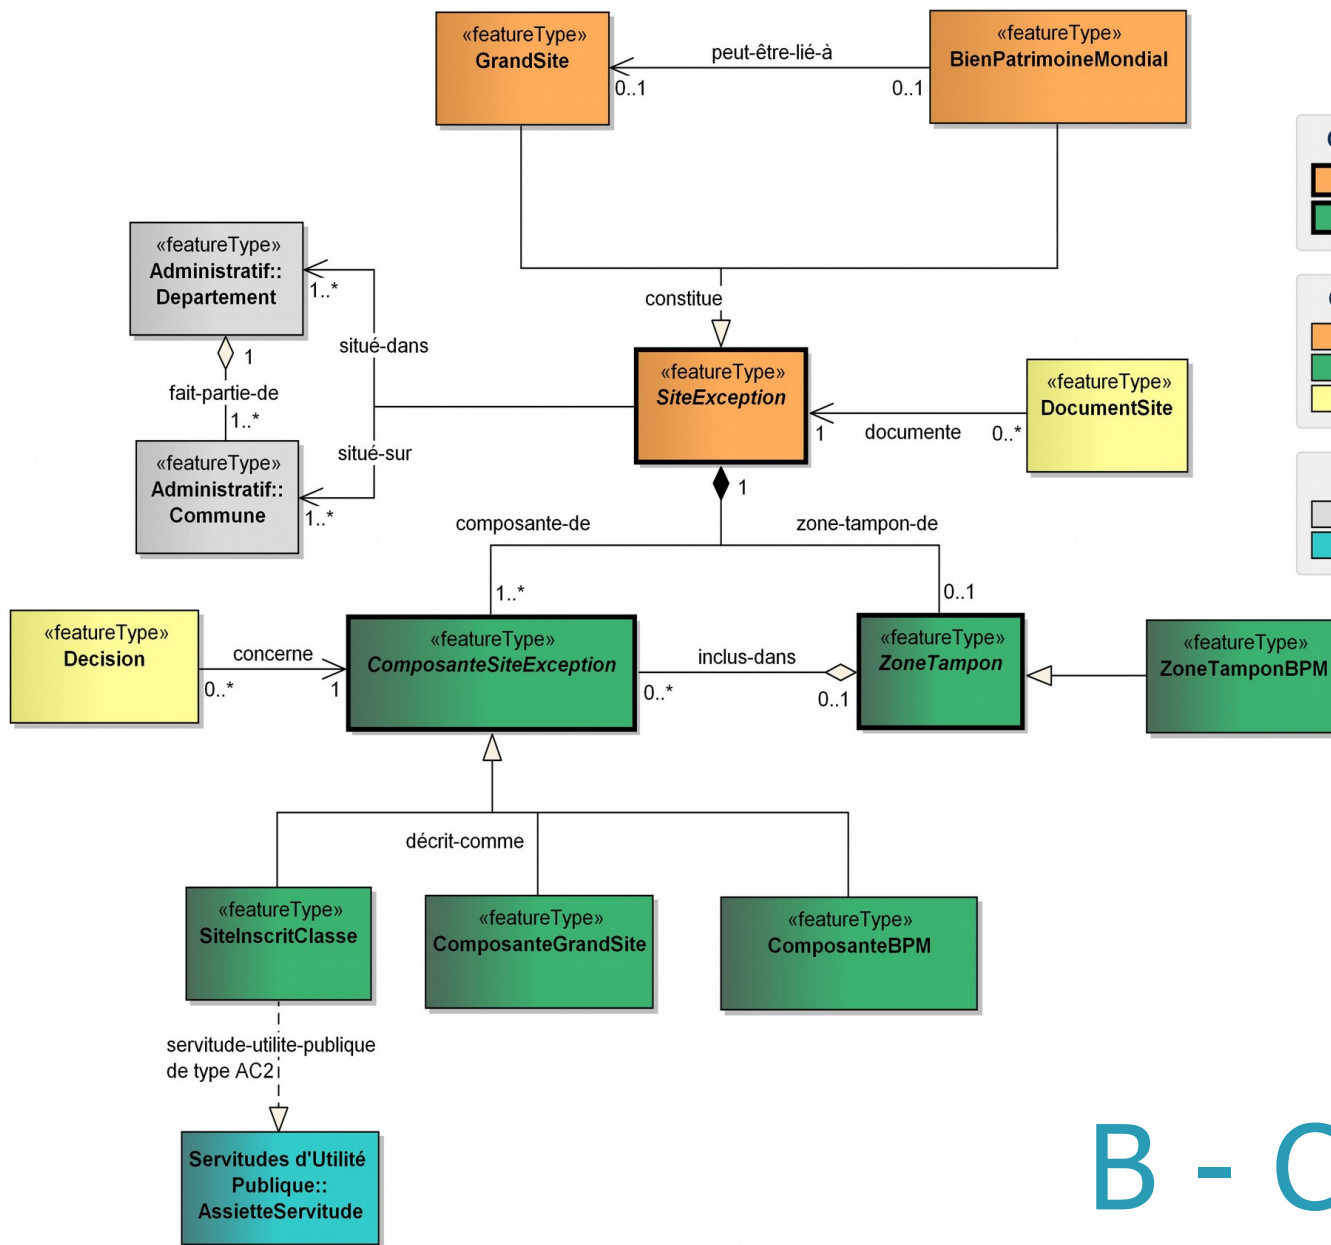 «featureType»
GrandSite
peut-être-lié-à
0..1
0..1
«featureType»
BienPatrimoineMondial
«featureType»
Administratif::
Departement
1..*
situé-dans
1
fait-partie-de
1..*
situé-sur
«featureType»
Administratif::
Commune
1..*
constitue
«featureType»
SiteException
1
documente
0..*
«featureType»
DocumentSite
1
composante-de
zone-tampon-de
1..*
0..1
«featureType»
Decision
concerne
0..*
1
«featureType»
ComposanteSiteException
inclus-dans
0..*
0..1
«featureType»
ZoneTampon
«featureType»
ZoneTamponBPM
décrit-comme
«featureType»
SiteInscritClasse
«featureType»
ComposanteGrandSite
«featureType»
ComposanteBPM
servitude-utilite-publique
de type AC2
Servitudes d'Utilité
Publique::
AssietteServitude
B - C